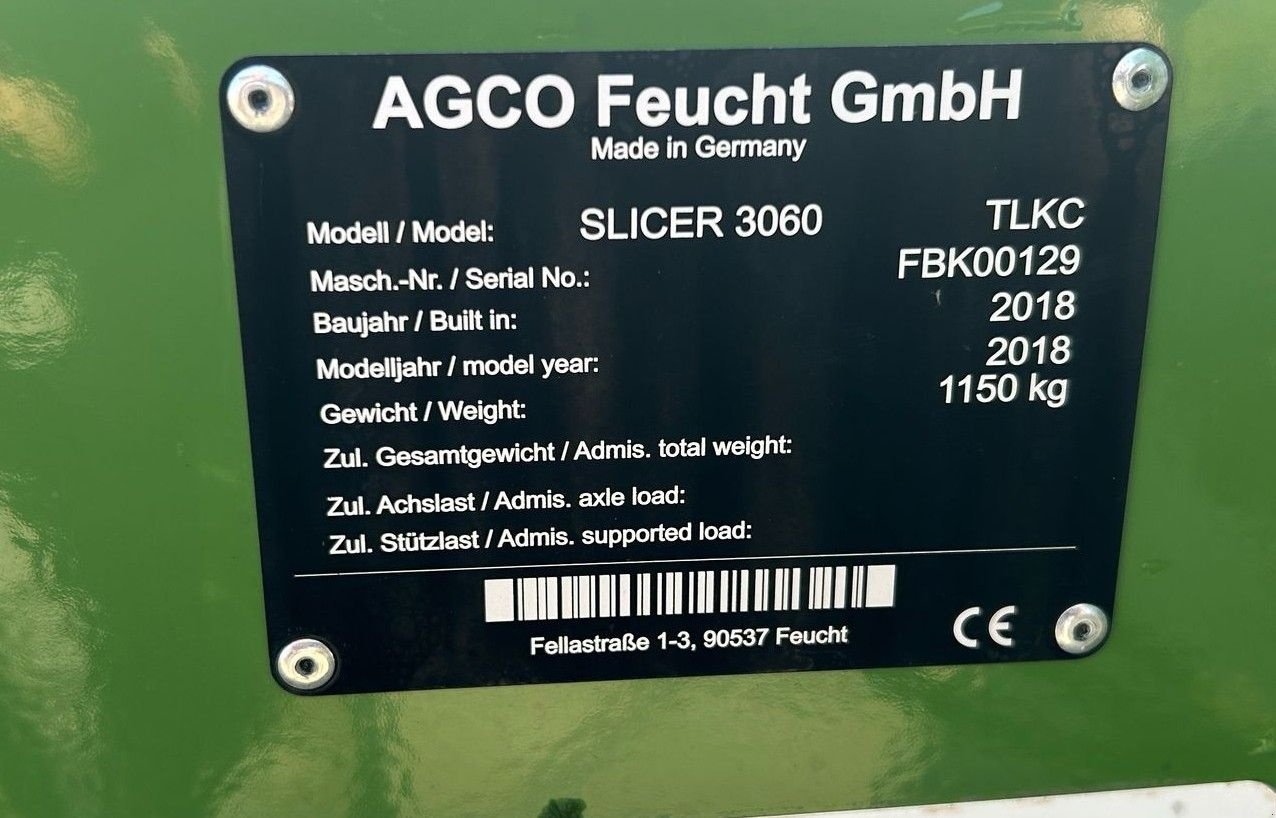 AGCO Feucht GmbH
Made in Germany
Modell / Model: SLICER 3060 TLKC
Masch.-Nr. / Serial No.: FBK00129
Baujahr / Built in: 2018
Modelljahr / model year: 2018
Gewicht / Weight: 1150 kg
Zul. Gesamtgewicht / Admis. total weight:
Zul. Achslast / Admis. axle load:
Zul. Stützlast / Admis. supported load:
Fellastraße 1-3, 90537 Feucht
CE